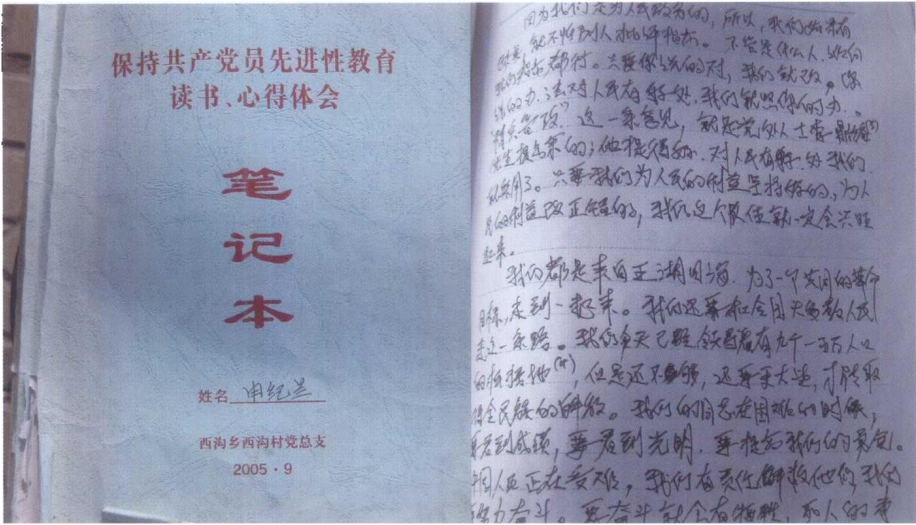 保持共产党员先进性教育
读书、心得体会
笔
记
本
姓名 申纪兰
西沟乡西沟村党总支
2005·9
因为我们是为人民服务的，所以，我们如果有
就不怕别人批评指出。不管是什么人，
都行。只要你说的对，我们就改。你
的办法对人民有好处，我们就照你的办。
这一条意见，就是党外人士李鼎铭
先生提出来的；他提得好，对人民有好处，我们
采用了。只要我们为人民的利益坚持好的，为人
民的利益改正错的，我们这个队伍就一定会兴旺
起来。
我们都是来自五湖四海，为了一个共同的革命
目标，走到一起来。我们还要和全国大多数人民
走这一条路。我们今天已经领导着有九千一百万人口
的根据地(4)，但是还不够，还要更大些，才能取
得全民族的解放。我们的同志在困难的时候，
要看到成绩，要看到光明，要提高我们的勇气。
中国人民正在受难，我们有责任解救他们，我们
努力奋斗。要奋斗就会有牺牲，死人的事